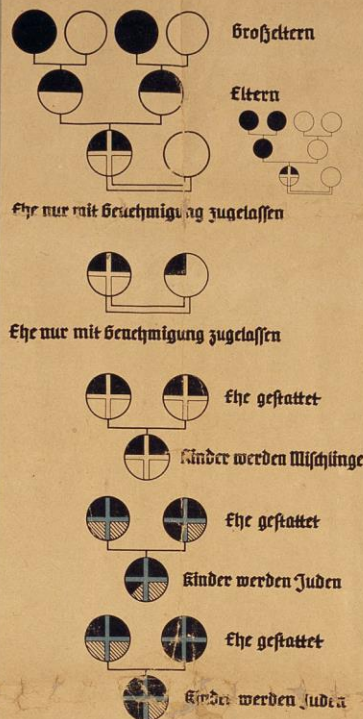 Großeltern
Eltern
Ehe nur mit Genehmigung zugelassen
Ehe nur mit Genehmigung zugelassen
Ehe gestattet
Kinder werden Mischlinge
Ehe gestattet
Kinder werden Juden
Ehe gestattet
Kinder werden Juden